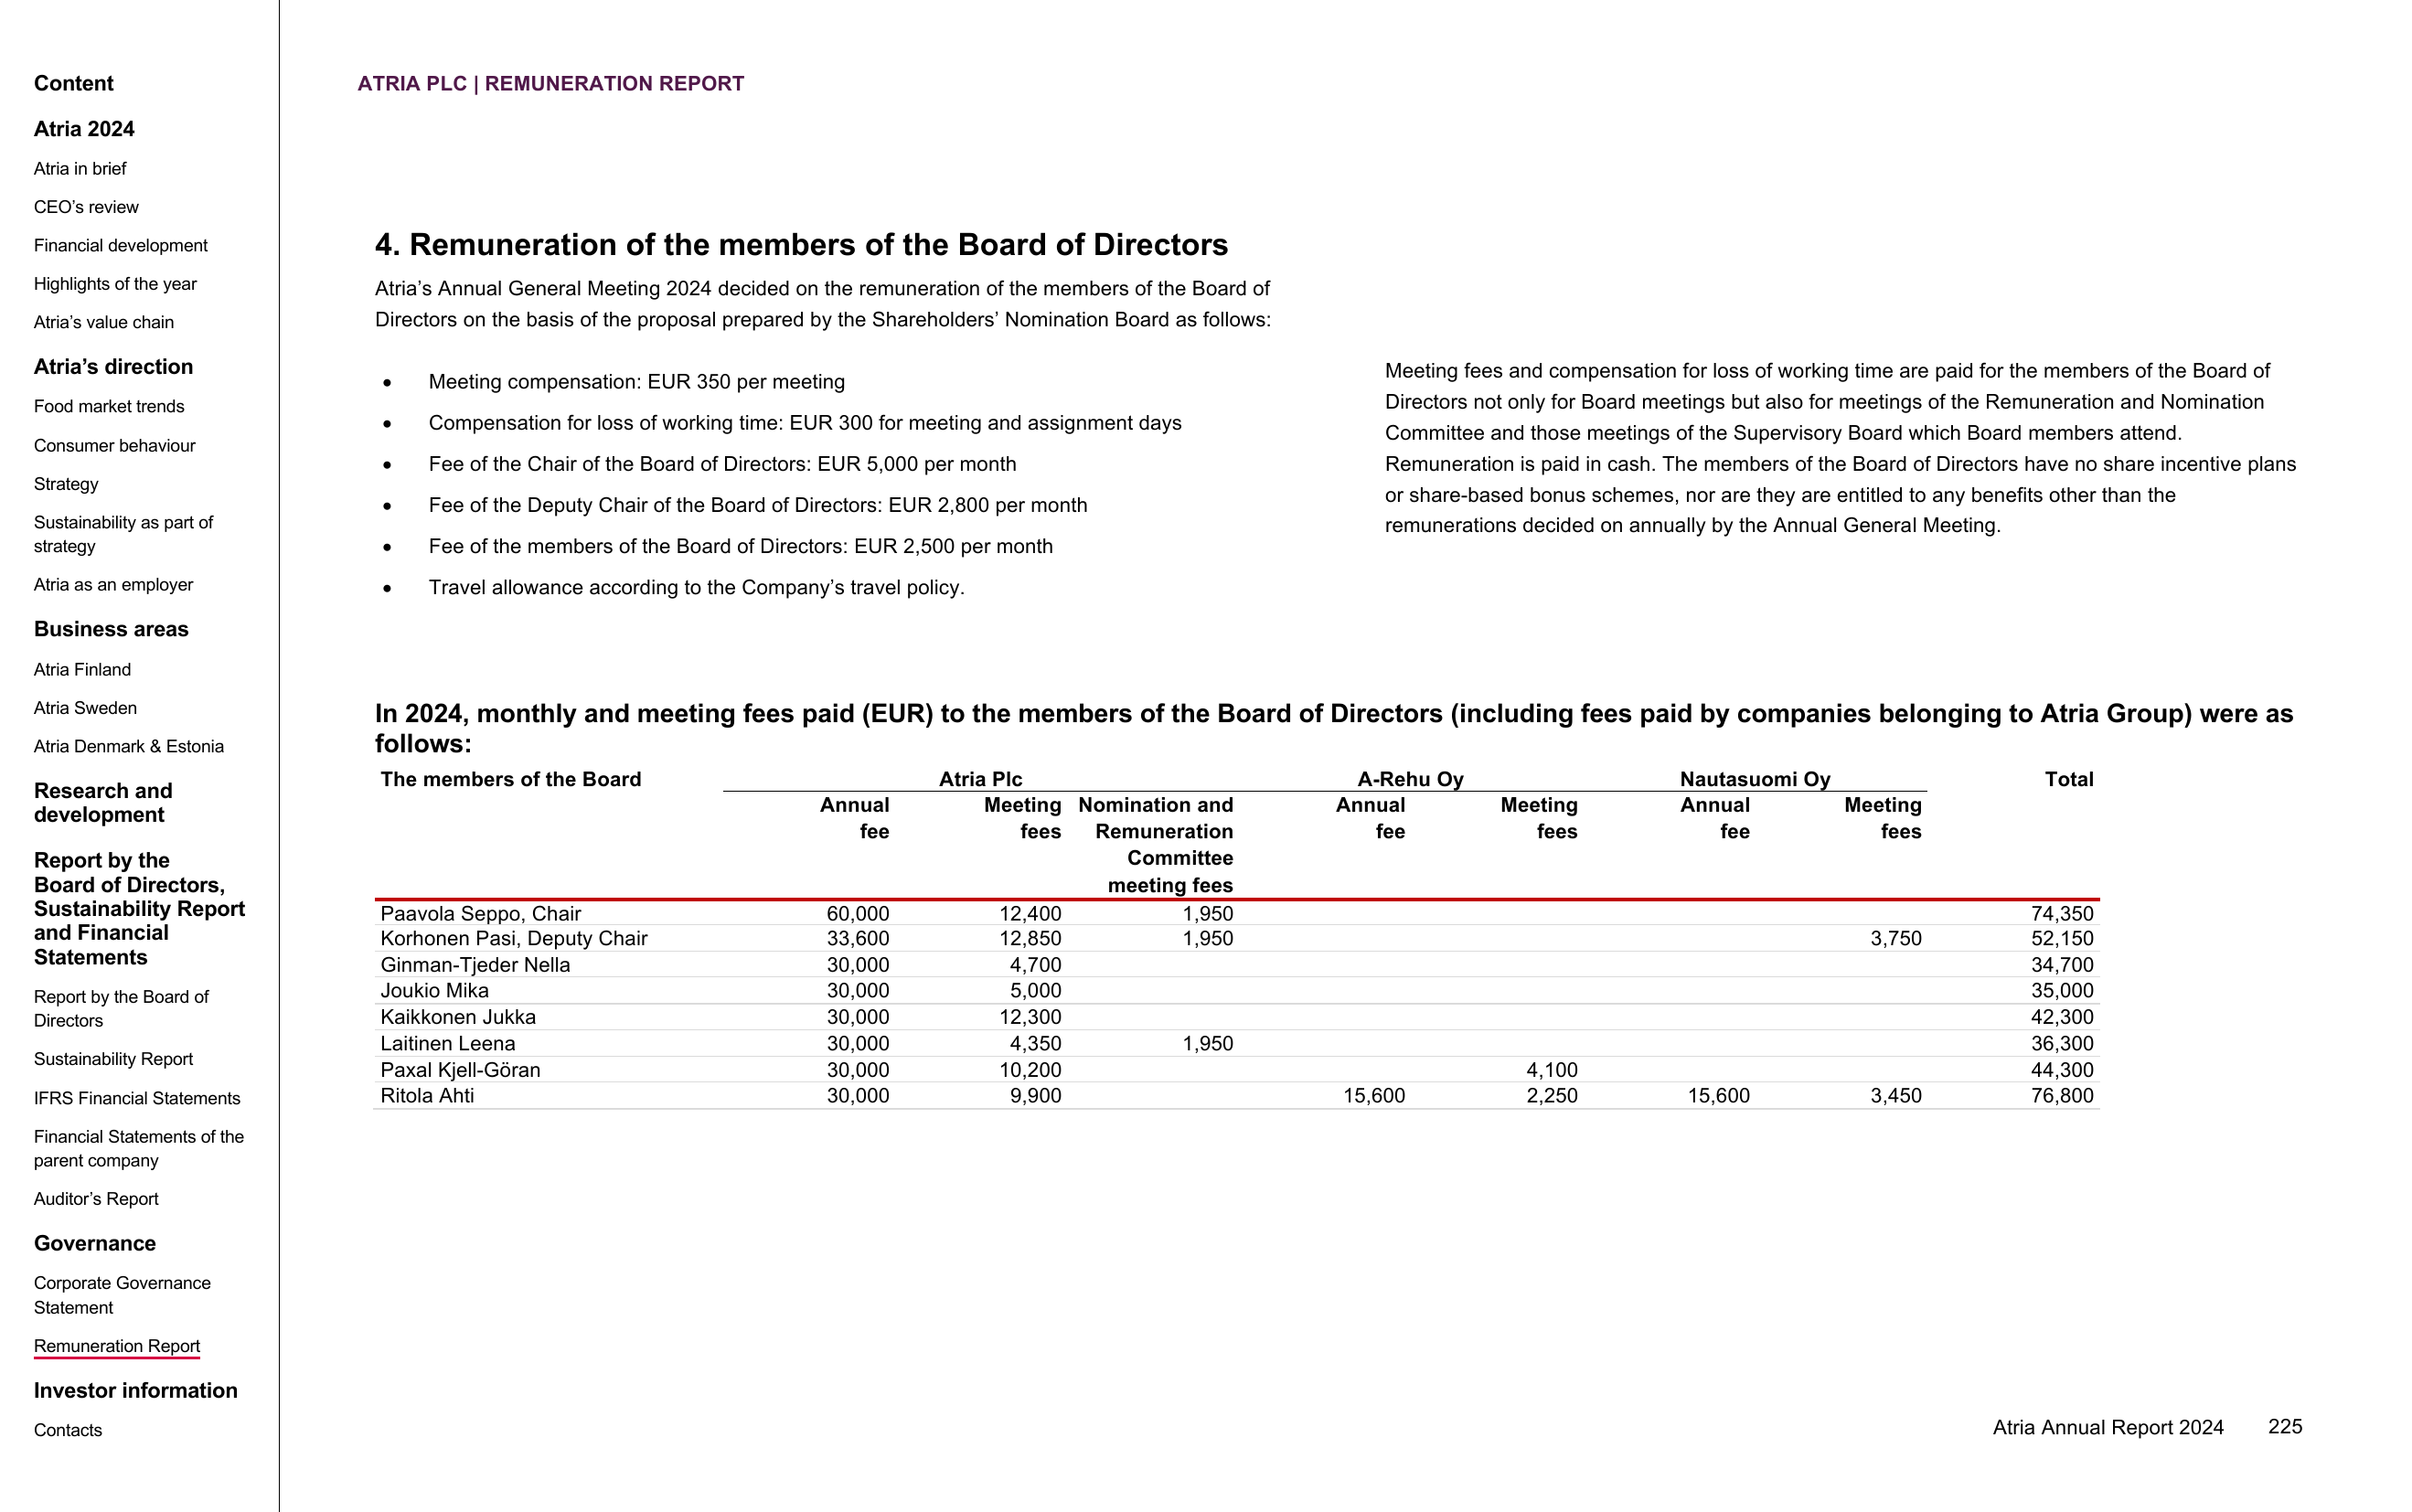 Content
Atria 2024
Atria in brief
CEO’s review
Financial development
Highlights of the year
Atria’s value chain
Atria’s direction
Food market trends
Consumer behaviour
Strategy
Sustainability as part of
strategy
Atria as an employer
Business areas
Atria Finland
Atria Sweden
Atria Denmark & Estonia
Research and
development
Report by the
Board of Directors,
Sustainability Report
and Financial
Statements
Report by the Board of
Directors
Sustainability Report
IFRS Financial Statements
Financial Statements of the
parent company
Auditor’s Report
Governance
Corporate Governance
Statement
Remuneration Report
Investor information
Contacts
ATRIA PLC | REMUNERATION REPORT
4. Remuneration of the members of the Board of Directors
Atria’s Annual General Meeting 2024 decided on the remuneration of the members of the Board of
Directors on the basis of the proposal prepared by the Shareholders’ Nomination Board as follows:
• Meeting compensation: EUR 350 per meeting
• Compensation for loss of working time: EUR 300 for meeting and assignment days
• Fee of the Chair of the Board of Directors: EUR 5,000 per month
• Fee of the Deputy Chair of the Board of Directors: EUR 2,800 per month
• Fee of the members of the Board of Directors: EUR 2,500 per month
• Travel allowance according to the Company’s travel policy.
Meeting fees and compensation for loss of working time are paid for the members of the Board of
Directors not only for Board meetings but also for meetings of the Remuneration and Nomination
Committee and those meetings of the Supervisory Board which Board members attend.
Remuneration is paid in cash. The members of the Board of Directors have no share incentive plans
or share-based bonus schemes, nor are they are entitled to any benefits other than the
remunerations decided on annually by the Annual General Meeting.
In 2024, monthly and meeting fees paid (EUR) to the members of the Board of Directors (including fees paid by companies belonging to Atria Group) were as
follows:
The members of the Board Atria Plc A-Rehu Oy Nautasuomi Oy Total
Annual Meeting Nomination and Annual Meeting Annual Meeting
fee fees Remuneration fee fees fee fees
Committee
meeting fees
Paavola Seppo, Chair 60,000 12,400 1,950 74,350
Korhonen Pasi, Deputy Chair 33,600 12,850 1,950 3,750 52,150
Ginman-Tjeder Nella 30,000 4,700 34,700
Joukio Mika 30,000 5,000 35,000
Kaikkonen Jukka 30,000 12,300 42,300
Laitinen Leena 30,000 4,350 1,950 36,300
Paxal Kjell-Göran 30,000 10,200 4,100 44,300
Ritola Ahti 30,000 9,900 15,600 2,250 15,600 3,450 76,800
Atria Annual Report 2024 225